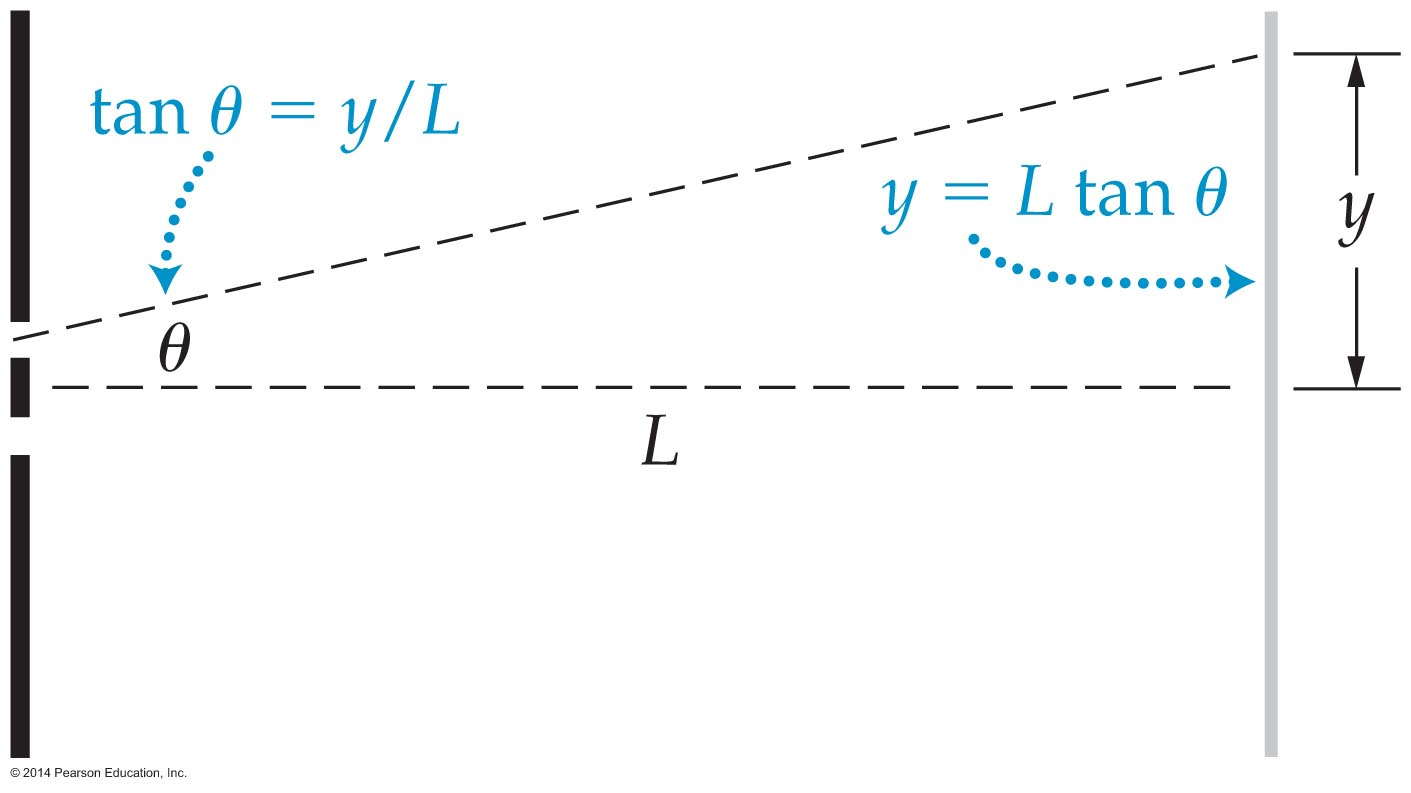 tan θ = y/L
y = L tan θ
y
θ
L
© 2014 Pearson Education, Inc.